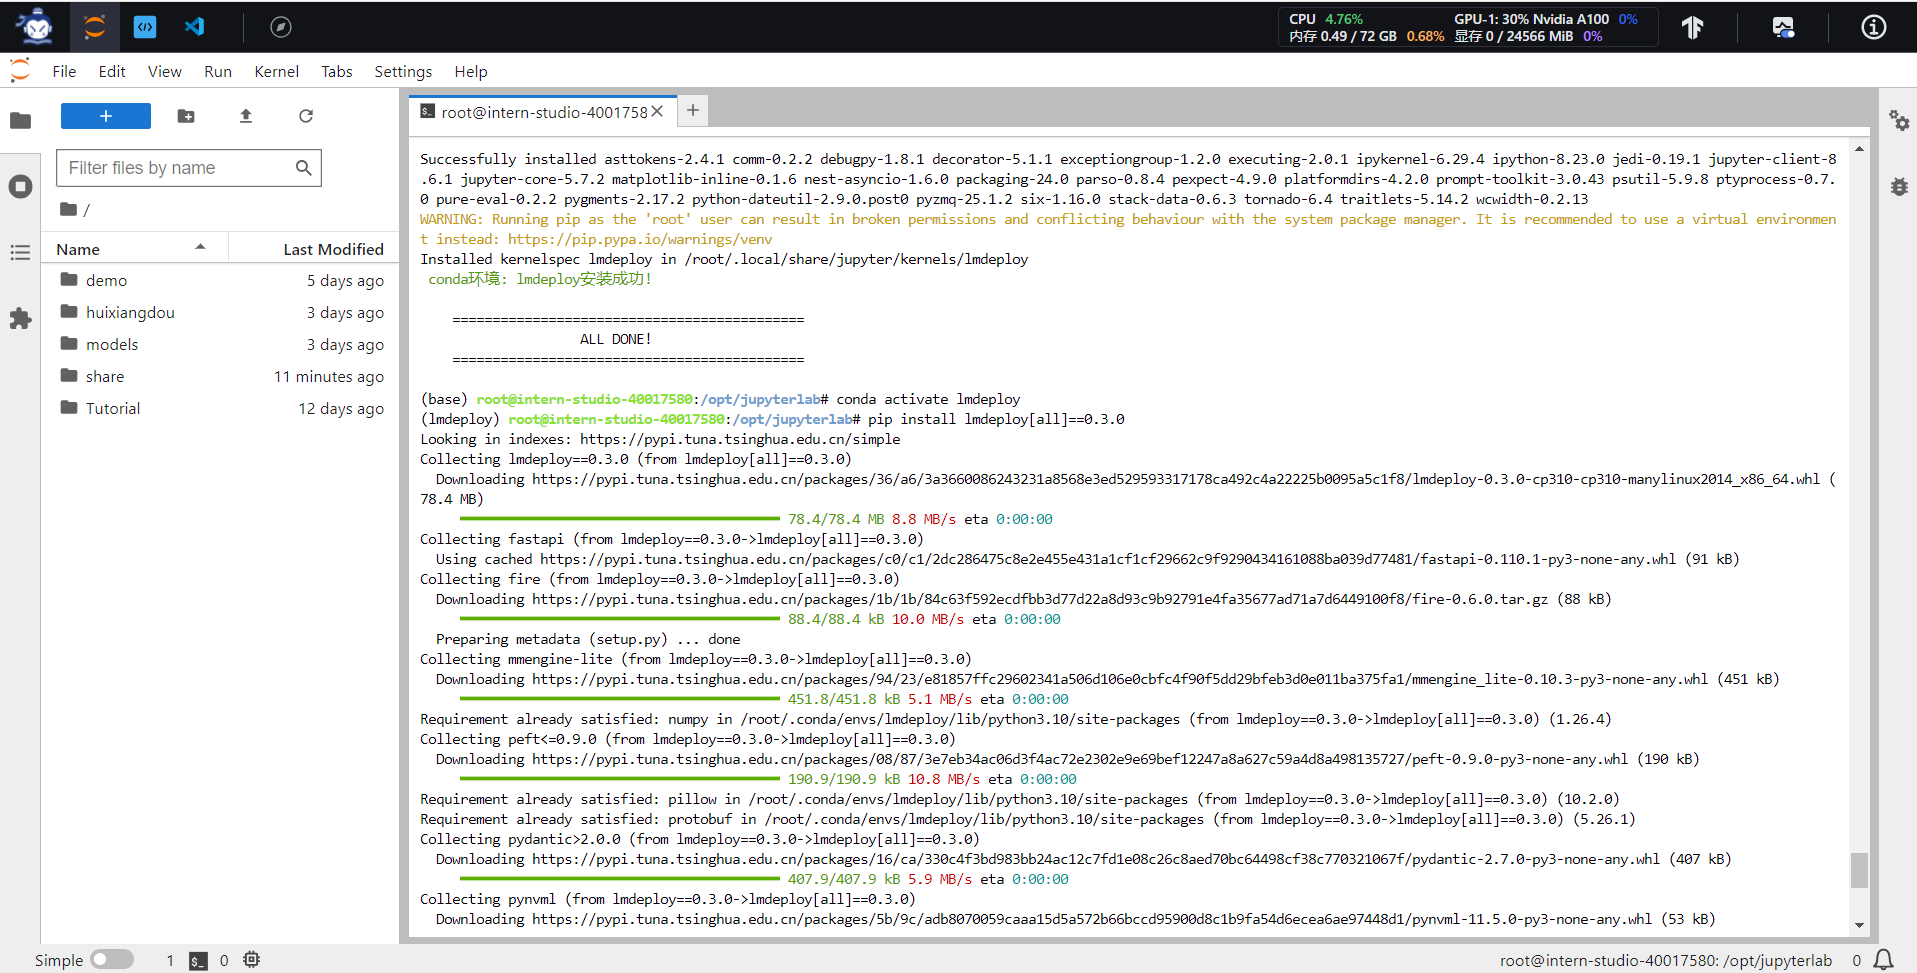 CPU 4.76% GPU-1: 30% Nvidia A100 0%
内存 0.49 / 72 GB 0.68% 显存 0 / 24566 MiB 0%
File Edit View Run Kernel Tabs Settings Help
root@intern-studio-4001758
Filter files by name
/
Name Last Modified
demo 5 days ago
huixiangdou 3 days ago
models 3 days ago
share 11 minutes ago
Tutorial 12 days ago
Successfully installed asttokens-2.4.1 comm-0.2.2 debugpy-1.8.1 decorator-5.1.1 exceptiongroup-1.2.0 executing-2.0.1 ipykernel-6.29.4 ipython-8.23.0 jedi-0.19.1 jupyter-client-8
.6.1 jupyter-core-5.7.2 matplotlib-inline-0.1.6 nest-asyncio-1.6.0 packaging-24.0 parso-0.8.4 pexpect-4.9.0 platformdirs-4.2.0 prompt-toolkit-3.0.43 psutil-5.9.8 ptyprocess-0.7.
0 pure-eval-0.2.2 pygments-2.17.2 python-dateutil-2.9.0.post0 pyzmq-25.1.2 six-1.16.0 stack-data-0.6.3 tornado-6.4 traitlets-5.14.2 wcwidth-0.2.13
WARNING: Running pip as the 'root' user can result in broken permissions and conflicting behaviour with the system package manager. It is recommended to use a virtual environmen
t instead: https://pip.pypa.io/warnings/venv
Installed kernelspec lmdeploy in /root/.local/share/jupyter/kernels/lmdeploy
conda环境: lmdeploy安装成功!
============================================
ALL DONE!
============================================
(base) root@intern-studio-40017580:/opt/jupyterlab# conda activate lmdeploy
(lmdeploy) root@intern-studio-40017580:/opt/jupyterlab# pip install lmdeploy[all]==0.3.0
Looking in indexes: https://pypi.tuna.tsinghua.edu.cn/simple
Collecting lmdeploy==0.3.0 (from lmdeploy[all]==0.3.0)
Downloading https://pypi.tuna.tsinghua.edu.cn/packages/36/a6/3a3660086243231a8568e3ed529593317178ca492c4a22225b0095a5c1f8/lmdeploy-0.3.0-cp310-cp310-manylinux2014_x86_64.whl (
78.4 MB)
78.4/78.4 MB 8.8 MB/s eta 0:00:00
Collecting fastapi (from lmdeploy==0.3.0->lmdeploy[all]==0.3.0)
Using cached https://pypi.tuna.tsinghua.edu.cn/packages/c0/c1/2dc286475c8e2e455e431a1cf1cf29662c9f9290434161088ba039d77481/fastapi-0.110.1-py3-none-any.whl (91 kB)
Collecting fire (from lmdeploy==0.3.0->lmdeploy[all]==0.3.0)
Downloading https://pypi.tuna.tsinghua.edu.cn/packages/1b/1b/84c63f592ecdfbb3d77d22a8d93c9b92791e4fa35677ad71a7d6449100f8/fire-0.6.0.tar.gz (88 kB)
88.4/88.4 kB 10.0 MB/s eta 0:00:00
Preparing metadata (setup.py) ... done
Collecting mmengine-lite (from lmdeploy==0.3.0->lmdeploy[all]==0.3.0)
Downloading https://pypi.tuna.tsinghua.edu.cn/packages/94/23/e81857ffc29602341a506d106e0cbfc4f90f5dd29bfeb3d0e011ba375fa1/mmengine_lite-0.10.3-py3-none-any.whl (451 kB)
451.8/451.8 kB 5.1 MB/s eta 0:00:00
Requirement already satisfied: numpy in /root/.conda/envs/lmdeploy/lib/python3.10/site-packages (from lmdeploy==0.3.0->lmdeploy[all]==0.3.0) (1.26.4)
Collecting peft<=0.9.0 (from lmdeploy==0.3.0->lmdeploy[all]==0.3.0)
Downloading https://pypi.tuna.tsinghua.edu.cn/packages/08/87/3e7eb34ac06d3f4ac72e2302e9e69bef12247a8a627c59a4d8a498135727/peft-0.9.0-py3-none-any.whl (190 kB)
190.9/190.9 kB 10.8 MB/s eta 0:00:00
Requirement already satisfied: pillow in /root/.conda/envs/lmdeploy/lib/python3.10/site-packages (from lmdeploy==0.3.0->lmdeploy[all]==0.3.0) (10.2.0)
Requirement already satisfied: protobuf in /root/.conda/envs/lmdeploy/lib/python3.10/site-packages (from lmdeploy==0.3.0->lmdeploy[all]==0.3.0) (5.26.1)
Collecting pydantic>2.0.0 (from lmdeploy==0.3.0->lmdeploy[all]==0.3.0)
Downloading https://pypi.tuna.tsinghua.edu.cn/packages/16/ca/330c4f3bd983bb24ac12c7fd1e08c26c8aed70bc64498cf38c770321067f/pydantic-2.7.0-py3-none-any.whl (407 kB)
407.9/407.9 kB 5.9 MB/s eta 0:00:00
Collecting pynvml (from lmdeploy==0.3.0->lmdeploy[all]==0.3.0)
Downloading https://pypi.tuna.tsinghua.edu.cn/packages/5b/9c/adb8070059caaa15d5a572b66bccd95900d8c1b9fa54d6ecea6ae97448d1/pynvml-11.5.0-py3-none-any.whl (53 kB)
Simple 1 0 root@intern-studio-40017580: /opt/jupyterlab 0